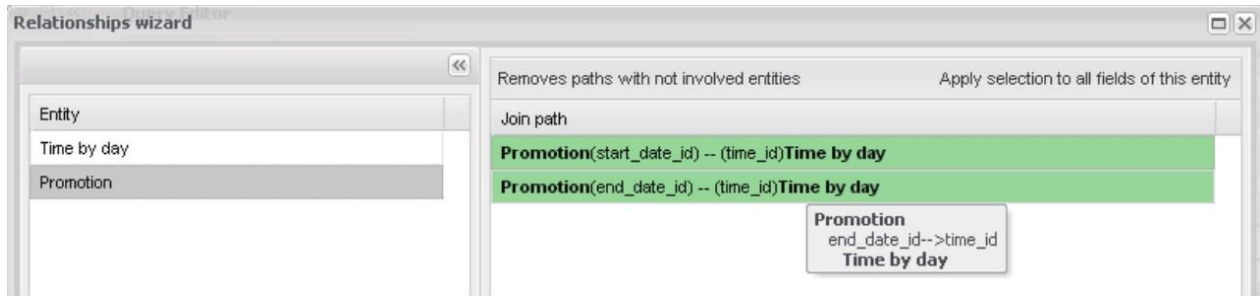 Query Editor
Relationships wizard
Removes paths with not involved entities Apply selection to all fields of this entity
Entity
Time by day
Promotion
Join path
Promotion(start_date_id) -- (time_id)Time by day
Promotion(end_date_id) -- (time_id)Time by day
Promotion
end_date_id-->time_id
Time by day